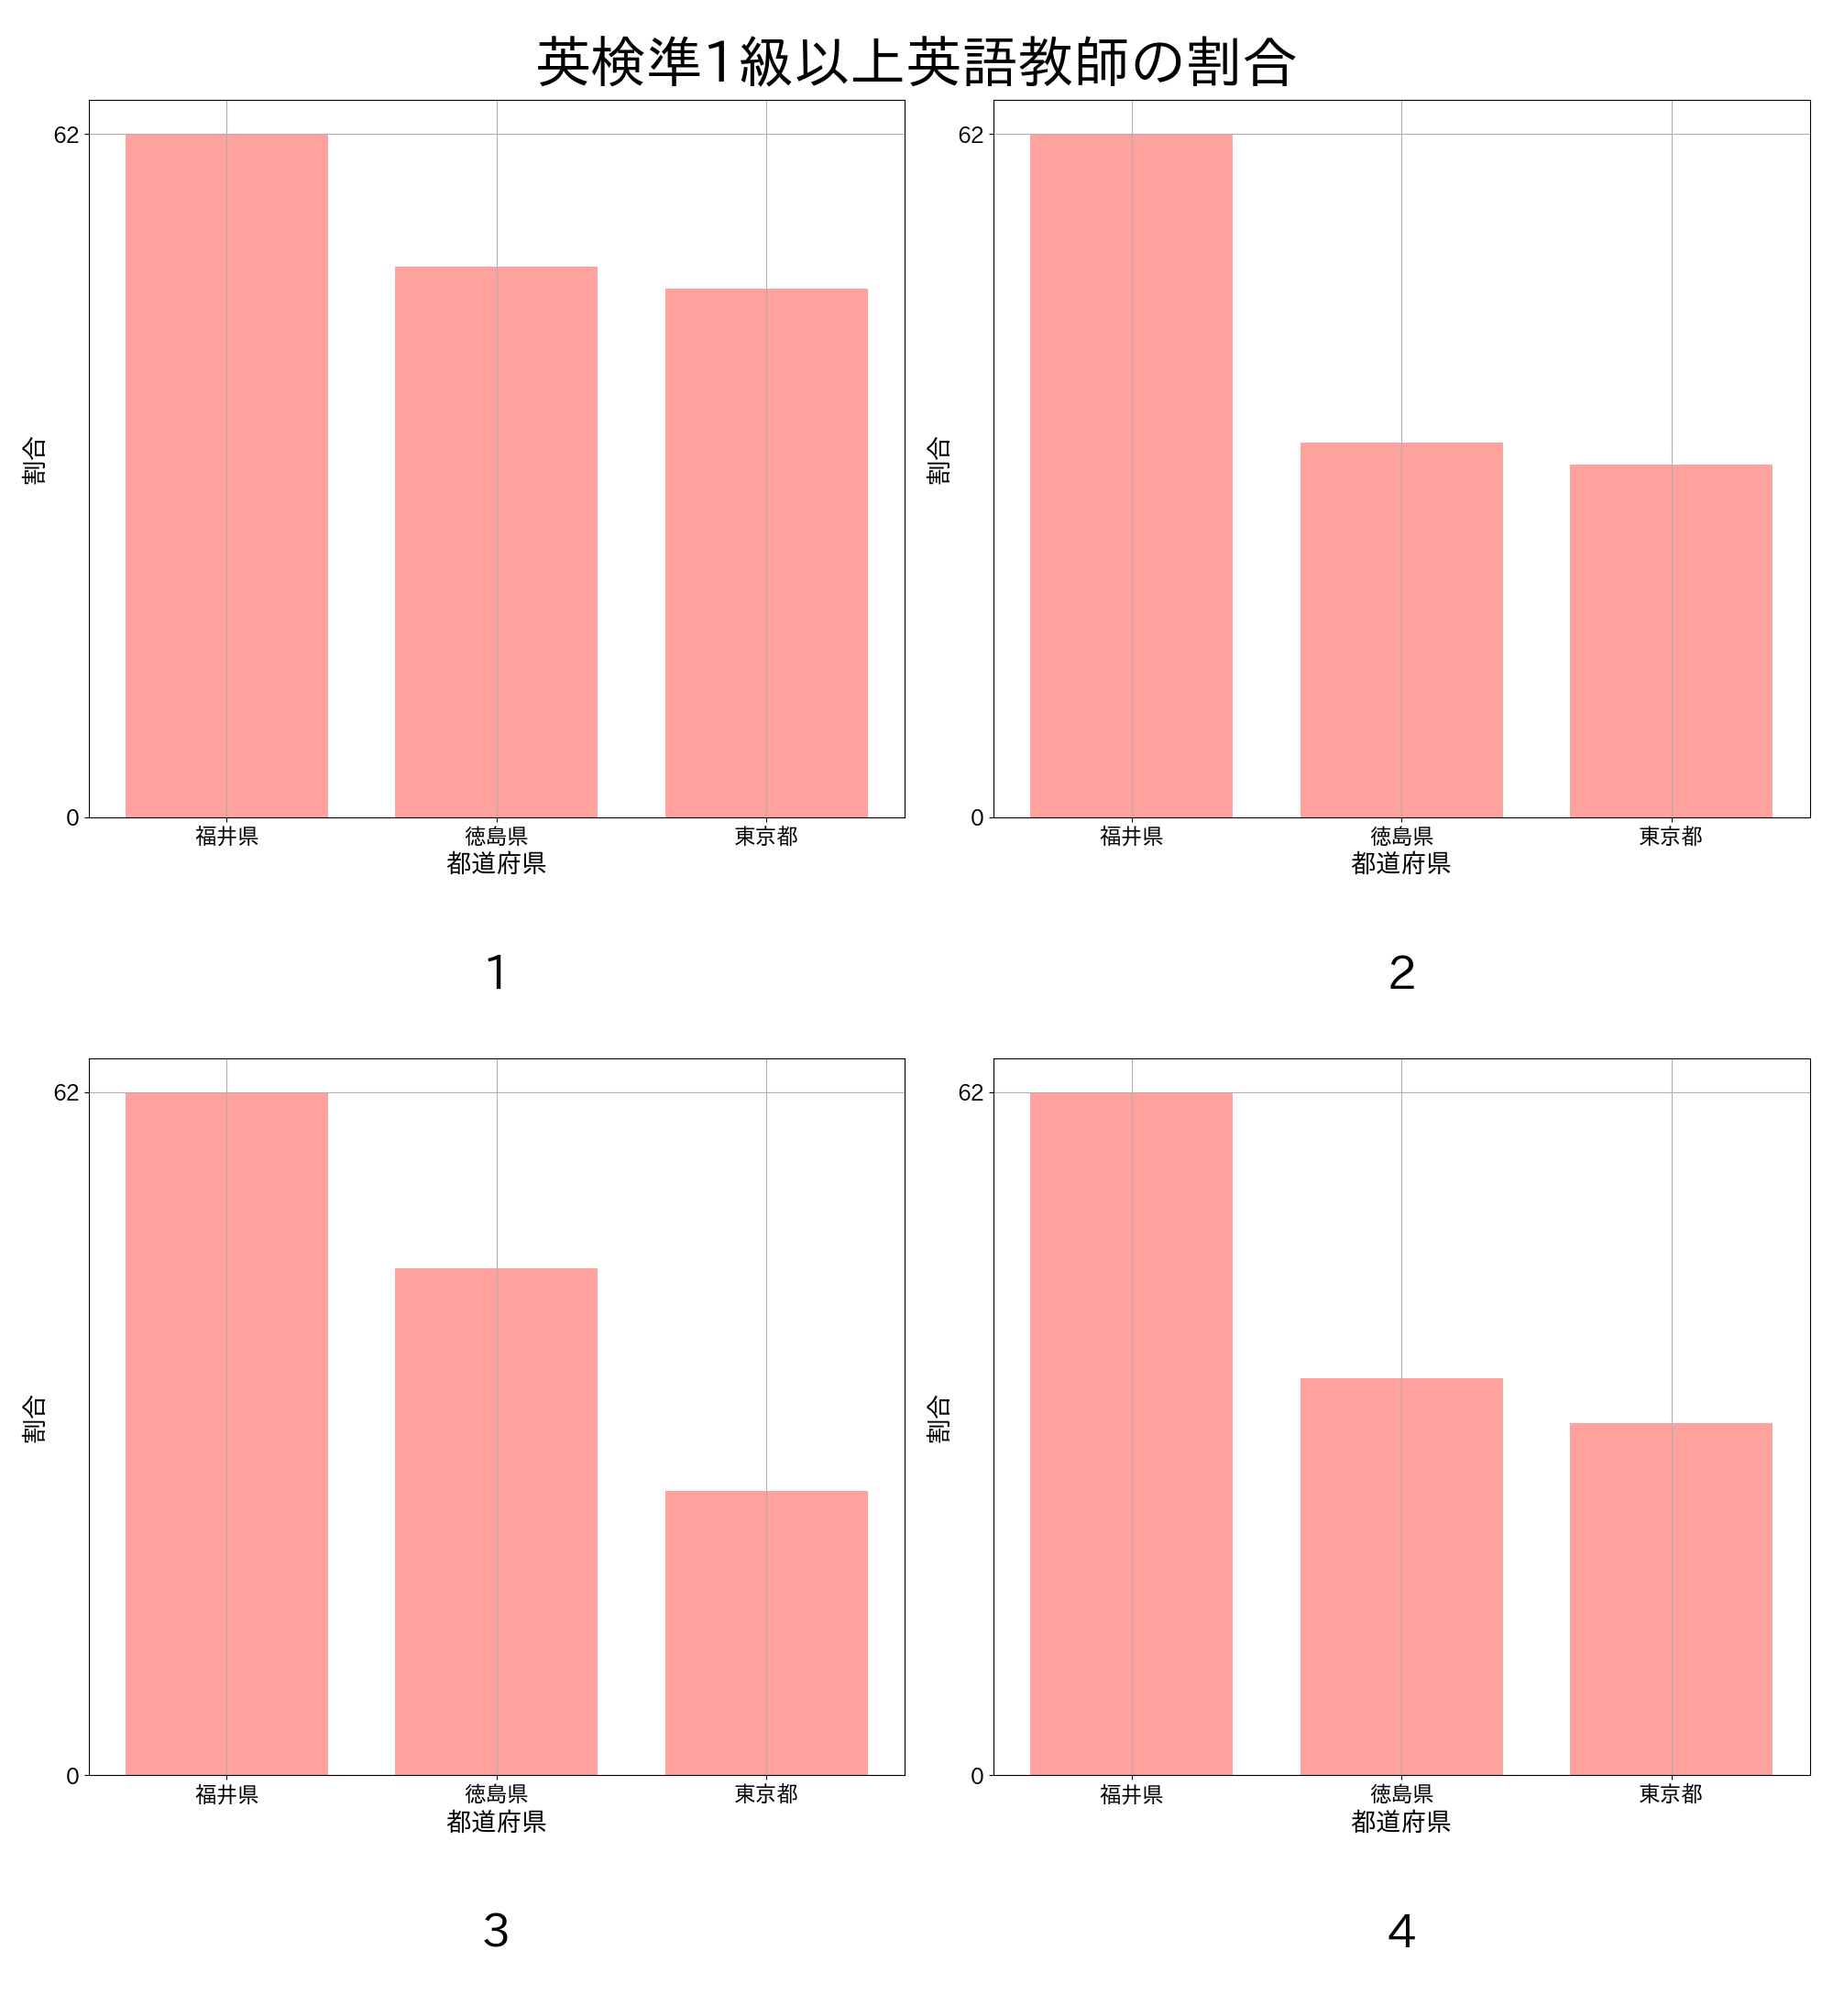 英検準1級以上英語教師の割合
62
0
割合
福井県 徳島県 東京都
都道府県
1
62
0
割合
福井県 徳島県 東京都
都道府県
2
62
0
割合
福井県 徳島県 東京都
都道府県
3
62
0
割合
福井県 徳島県 東京都
都道府県
4